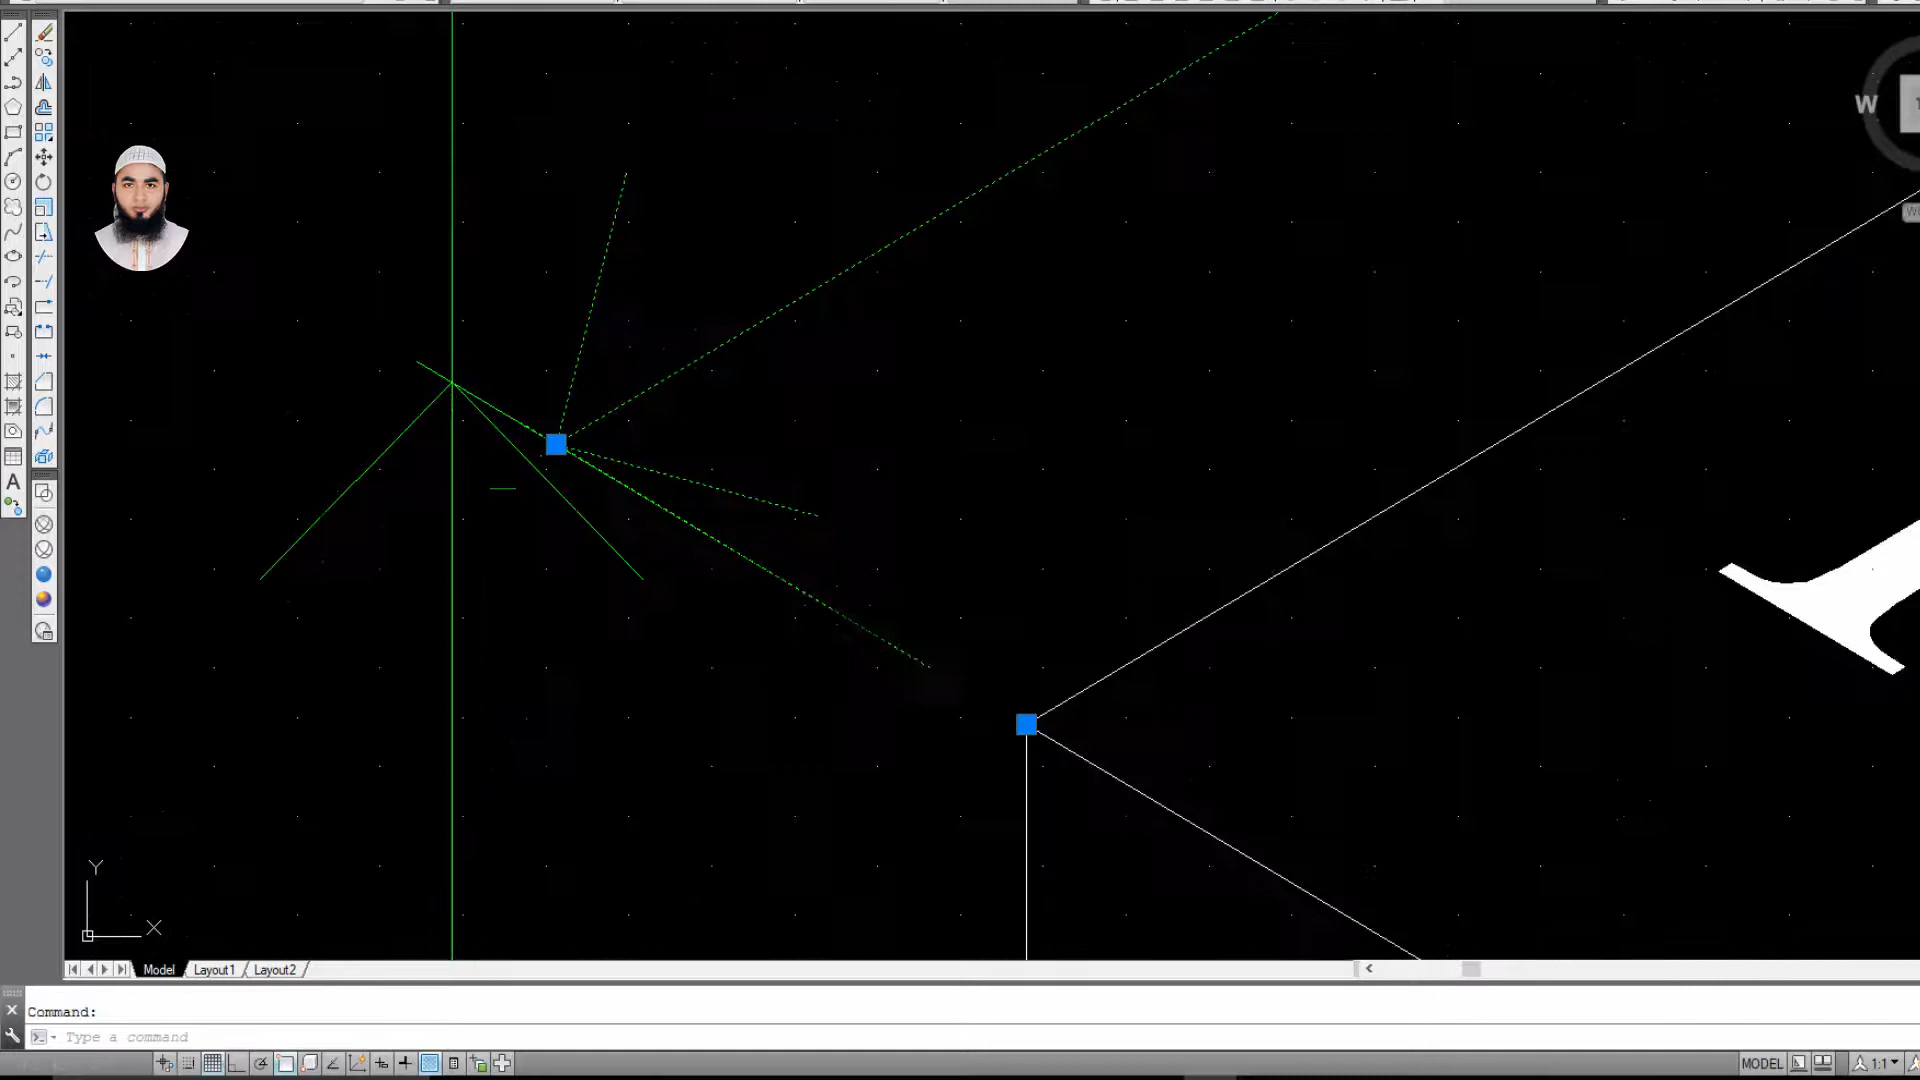 W
A
Y
X
Model
Layout1
Layout2
Command:
Type a command
MODEL
1:1